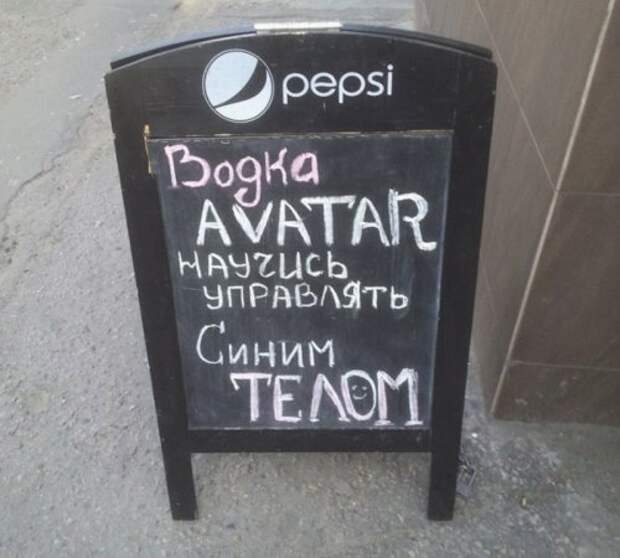 pepsi
Водка
AVATAR
НАУЧИСЬ
УПРАВЛЯТЬ
Синим
ТЕЛОМ